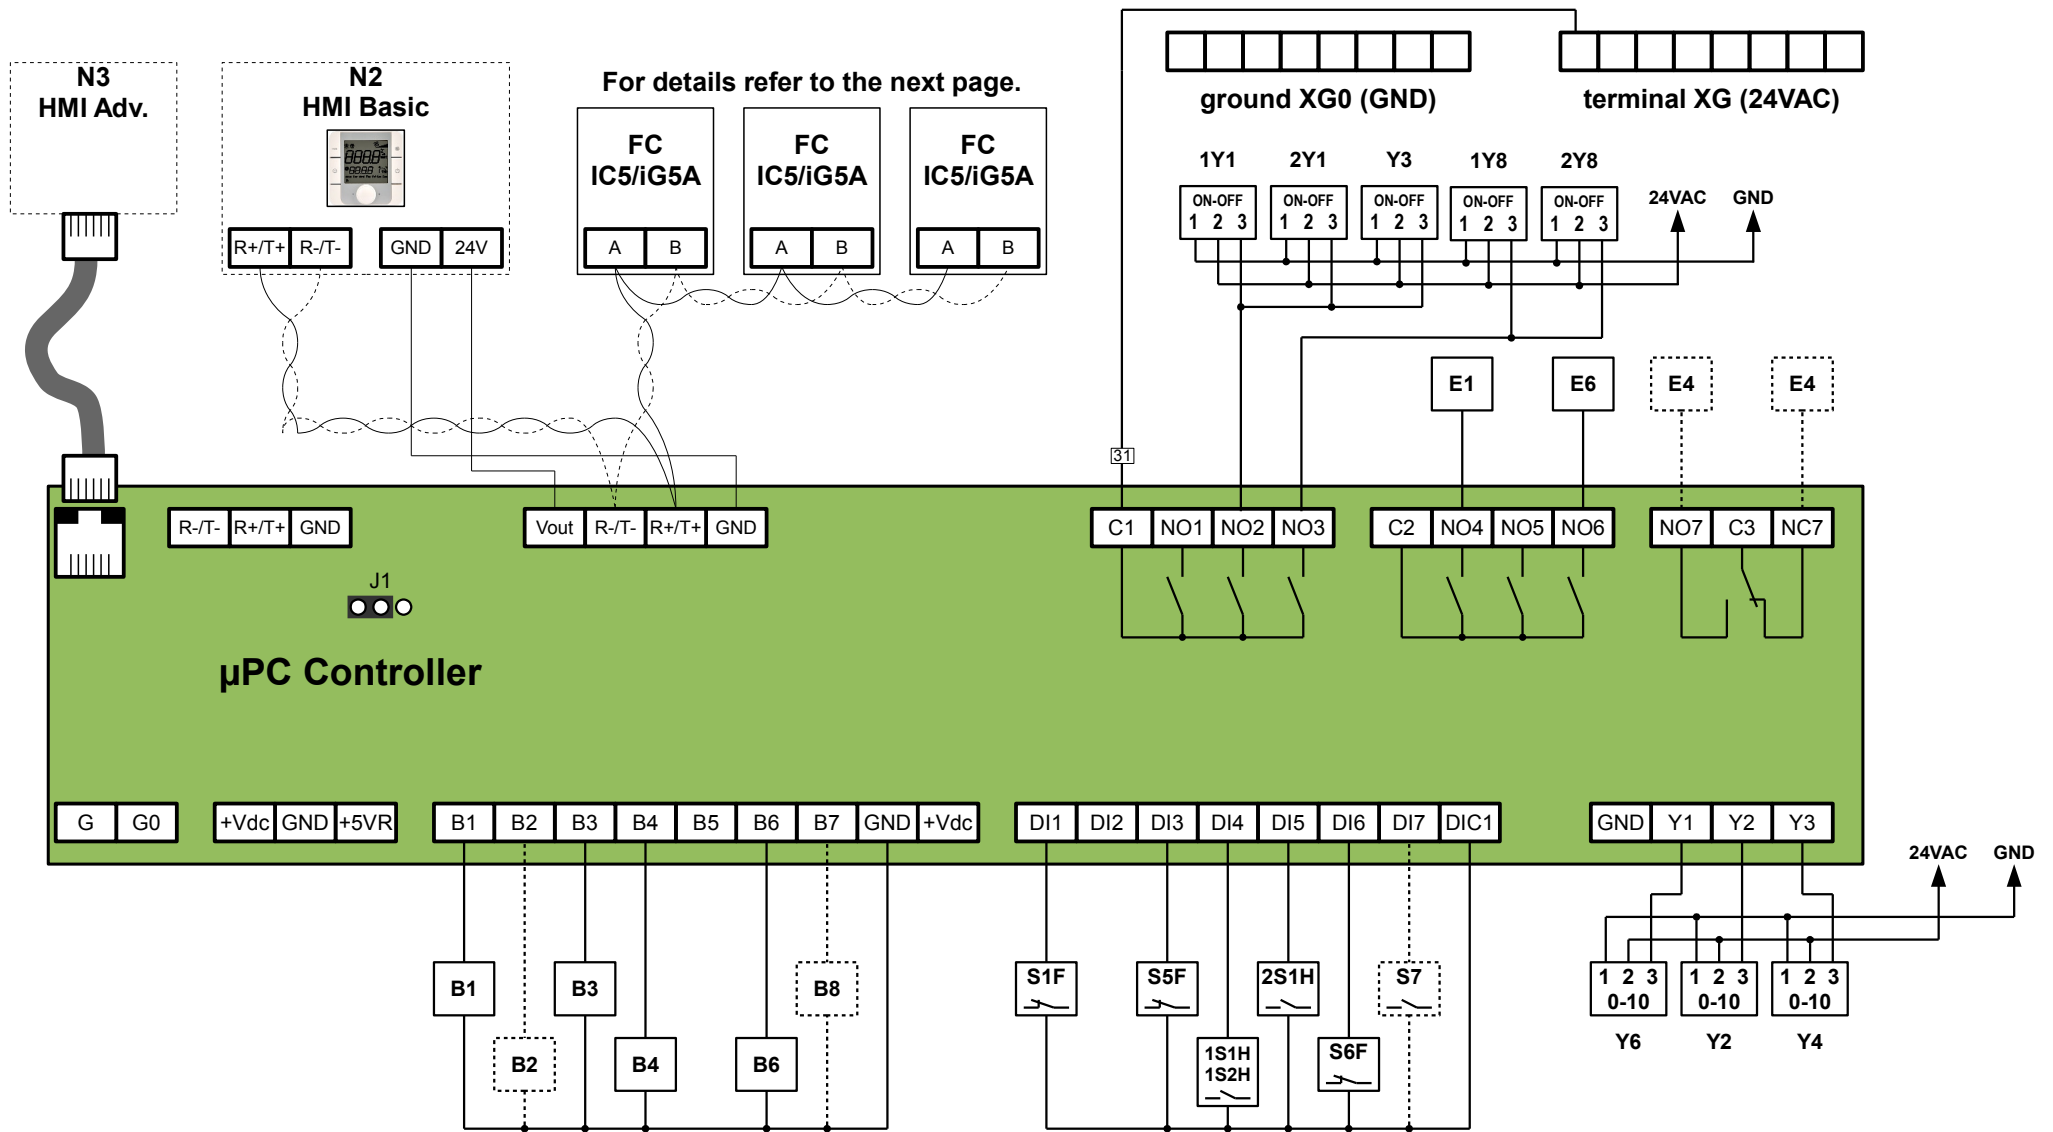 N3
HMI Adv.
N2
HMI Basic
For details refer to the next page.
FC
IC5/iG5A
FC
IC5/iG5A
FC
IC5/iG5A
R+/T+ R-/T- GND 24V
A B A B A B
ground XG0 (GND)
terminal XG (24VAC)
1Y1 2Y1 Y3 1Y8 2Y8
ON-OFF ON-OFF ON-OFF ON-OFF ON-OFF
1 2 3 1 2 3 1 2 3 1 2 3 1 2 3
24VAC GND
E1 E6 E4 E4
31
R-/T- R+/T+ GND
Vout R-/T- R+/T+ GND
C1 NO1 NO2 NO3
C2 NO4 NO5 NO6
NO7 C3 NC7
J1
µPC Controller
G G0
+Vdc GND +5VR
B1 B2 B3 B4 B5 B6 B7 GND +Vdc
DI1 DI2 DI3 DI4 DI5 DI6 DI7 DIC1
GND Y1 Y2 Y3
24VAC GND
B1 B3 B8
B2 B4 B6
S1F S5F 2S1H S7
1S1H
1S2H
S6F
1 2 3 1 2 3 1 2 3
0-10 0-10 0-10
Y6 Y2 Y4